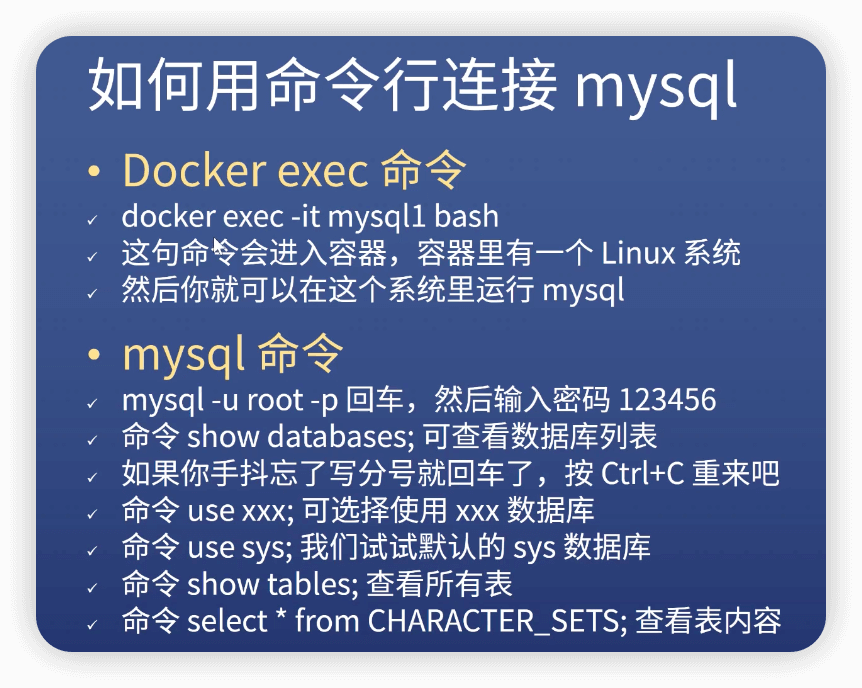 如何用命令行连接 mysql
• Docker exec 命令
✓ docker exec -it mysql1 bash
✓ 这句命令会进入容器，容器里有一个 Linux 系统
✓ 然后你就可以在这个系统里运行 mysql
• mysql 命令
✓ mysql -u root -p 回车，然后输入密码 123456
✓ 命令 show databases; 可查看数据库列表
✓ 如果你手抖忘了写分号就回车了，按 Ctrl+C 重来吧
✓ 命令 use xxx; 可选择使用 xxx 数据库
✓ 命令 use sys; 我们试试默认的 sys 数据库
✓ 命令 show tables; 查看所有表
✓ 命令 select * from CHARACTER_SETS; 查看表内容